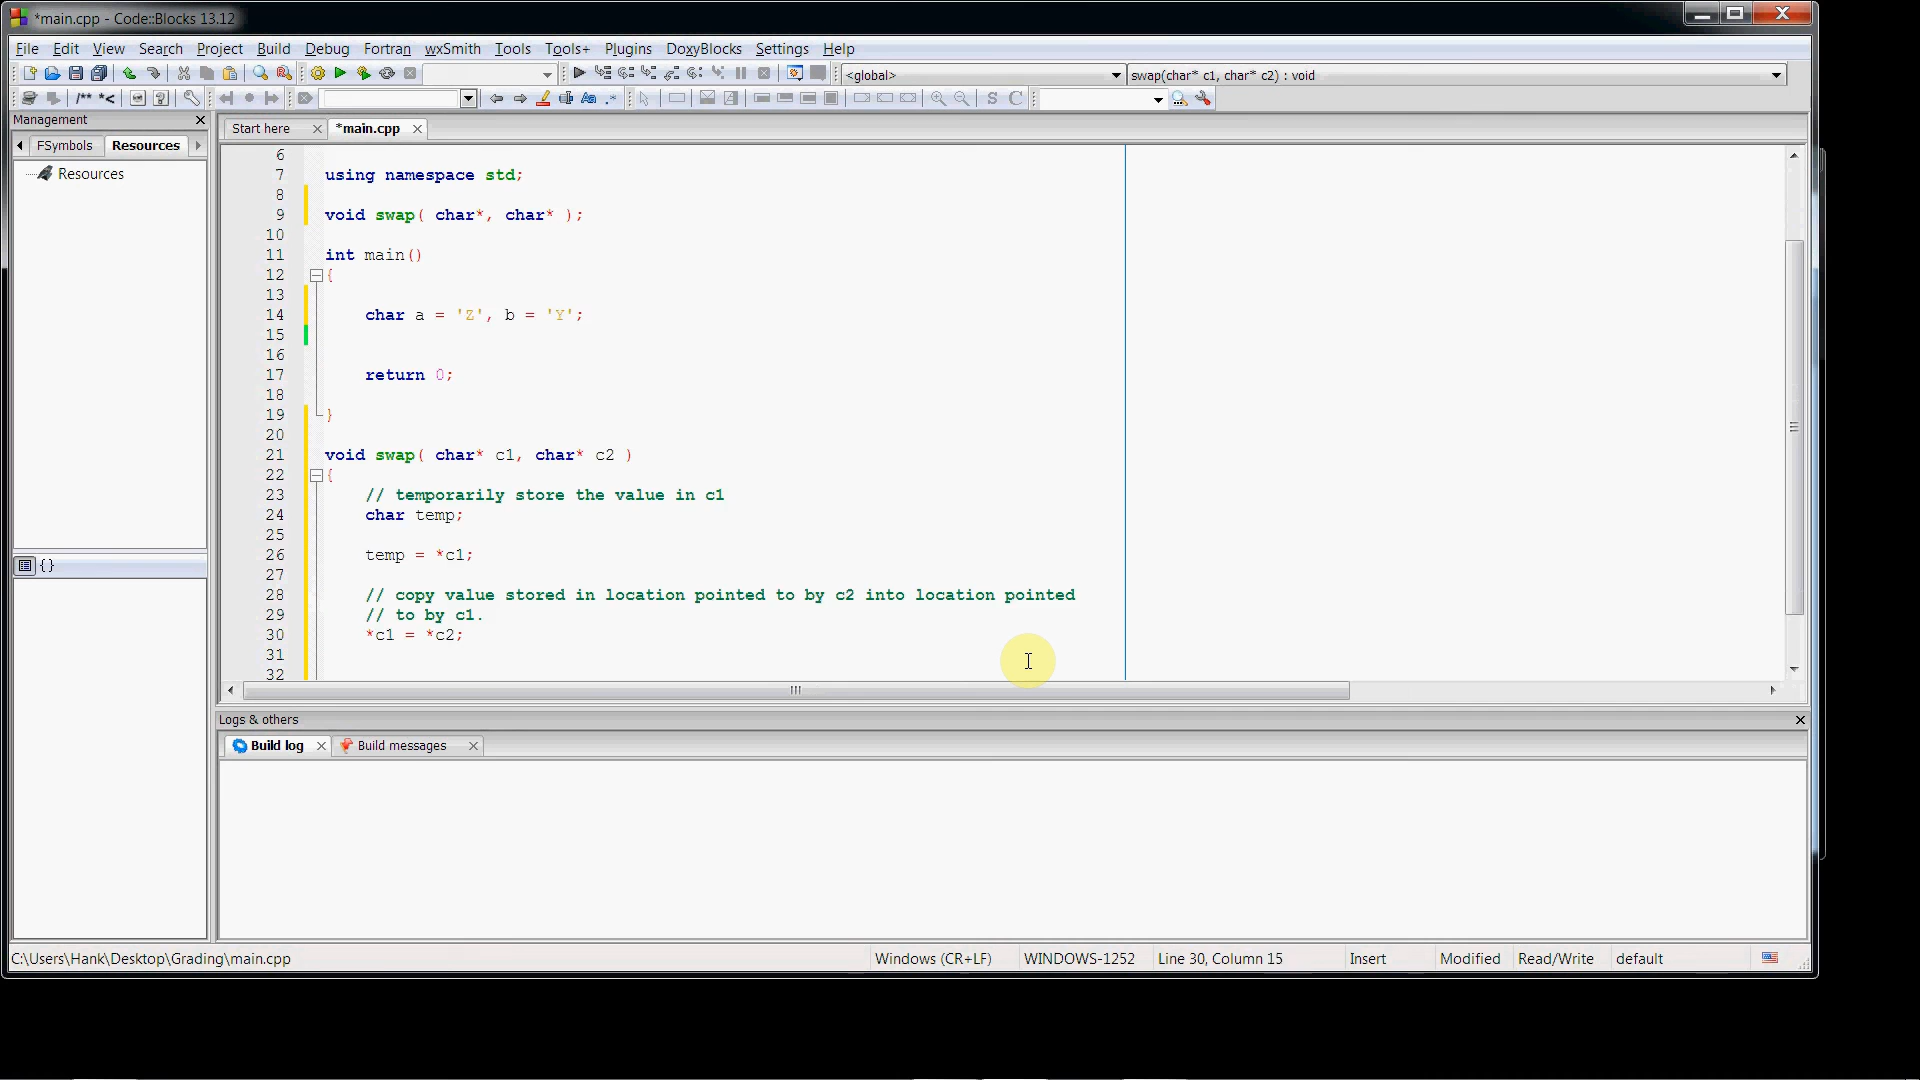 *main.cpp - Code::Blocks 13.12
File Edit View Search Project Build Debug Fortran wxSmith Tools Tools+ Plugins DoxyBlocks Settings Help
<global> swap(char* c1, char* c2) : void
/** *< S C
Management
FSymbols Resources
Resources
{}
Start here *main.cpp
6
7 using namespace std;
8
9 void swap( char*, char* );
10
11 int main()
12 {
13
14 char a = 'Z', b = 'Y';
15
16
17 return 0;
18
19 }
20
21 void swap( char* c1, char* c2 )
22 {
23 // temporarily store the value in c1
24 char temp;
25
26 temp = *c1;
27
28 // copy value stored in location pointed to by c2 into location pointed
29 // to by c1.
30 *c1 = *c2;
31
32
Logs & others
Build log Build messages
C:\Users\Hank\Desktop\Grading\main.cpp Windows (CR+LF) WINDOWS-1252 Line 30, Column 15 Insert Modified Read/Write default